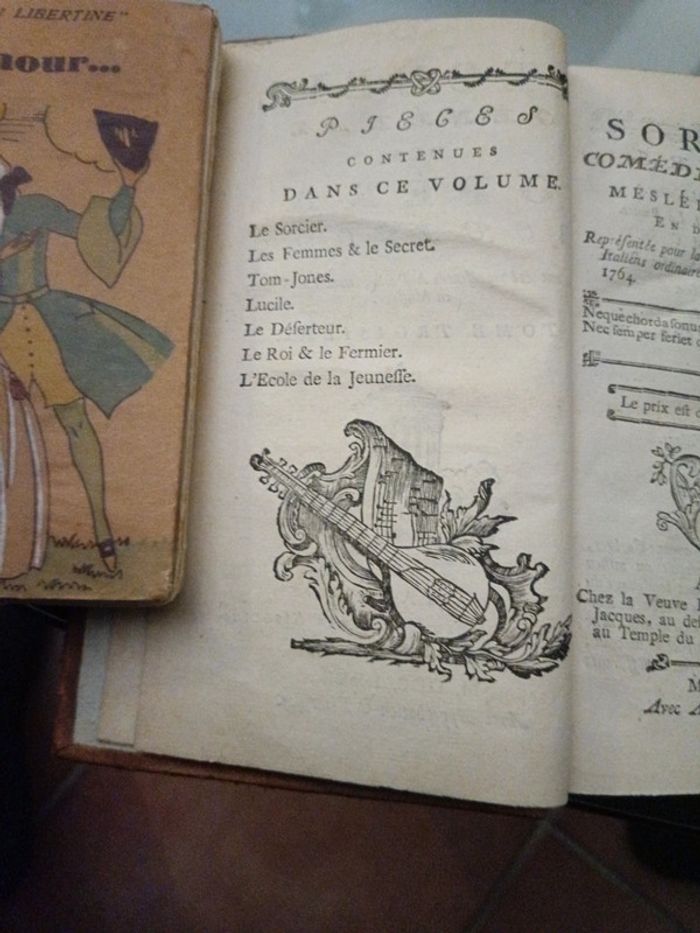 LIBERTINE"
mour...
PIECES
CONTENUES
DANS CE VOLUME.
Le Sorcier.
Les Femmes & le Secret.
Tom-Jones.
Lucile.
Le Déserteur.
Le Roi & le Fermier.
L'Ecole de la Jeunesse.
SOR
COMÉDI
MESLÉ
EN D
Représentée pour la
Italiens ordinaire
1764.
Neque chorda sonu
Nec semper feriet
Le prix est
Chez la Veuve
Jacques, au des
au Temple du
M
Avec A